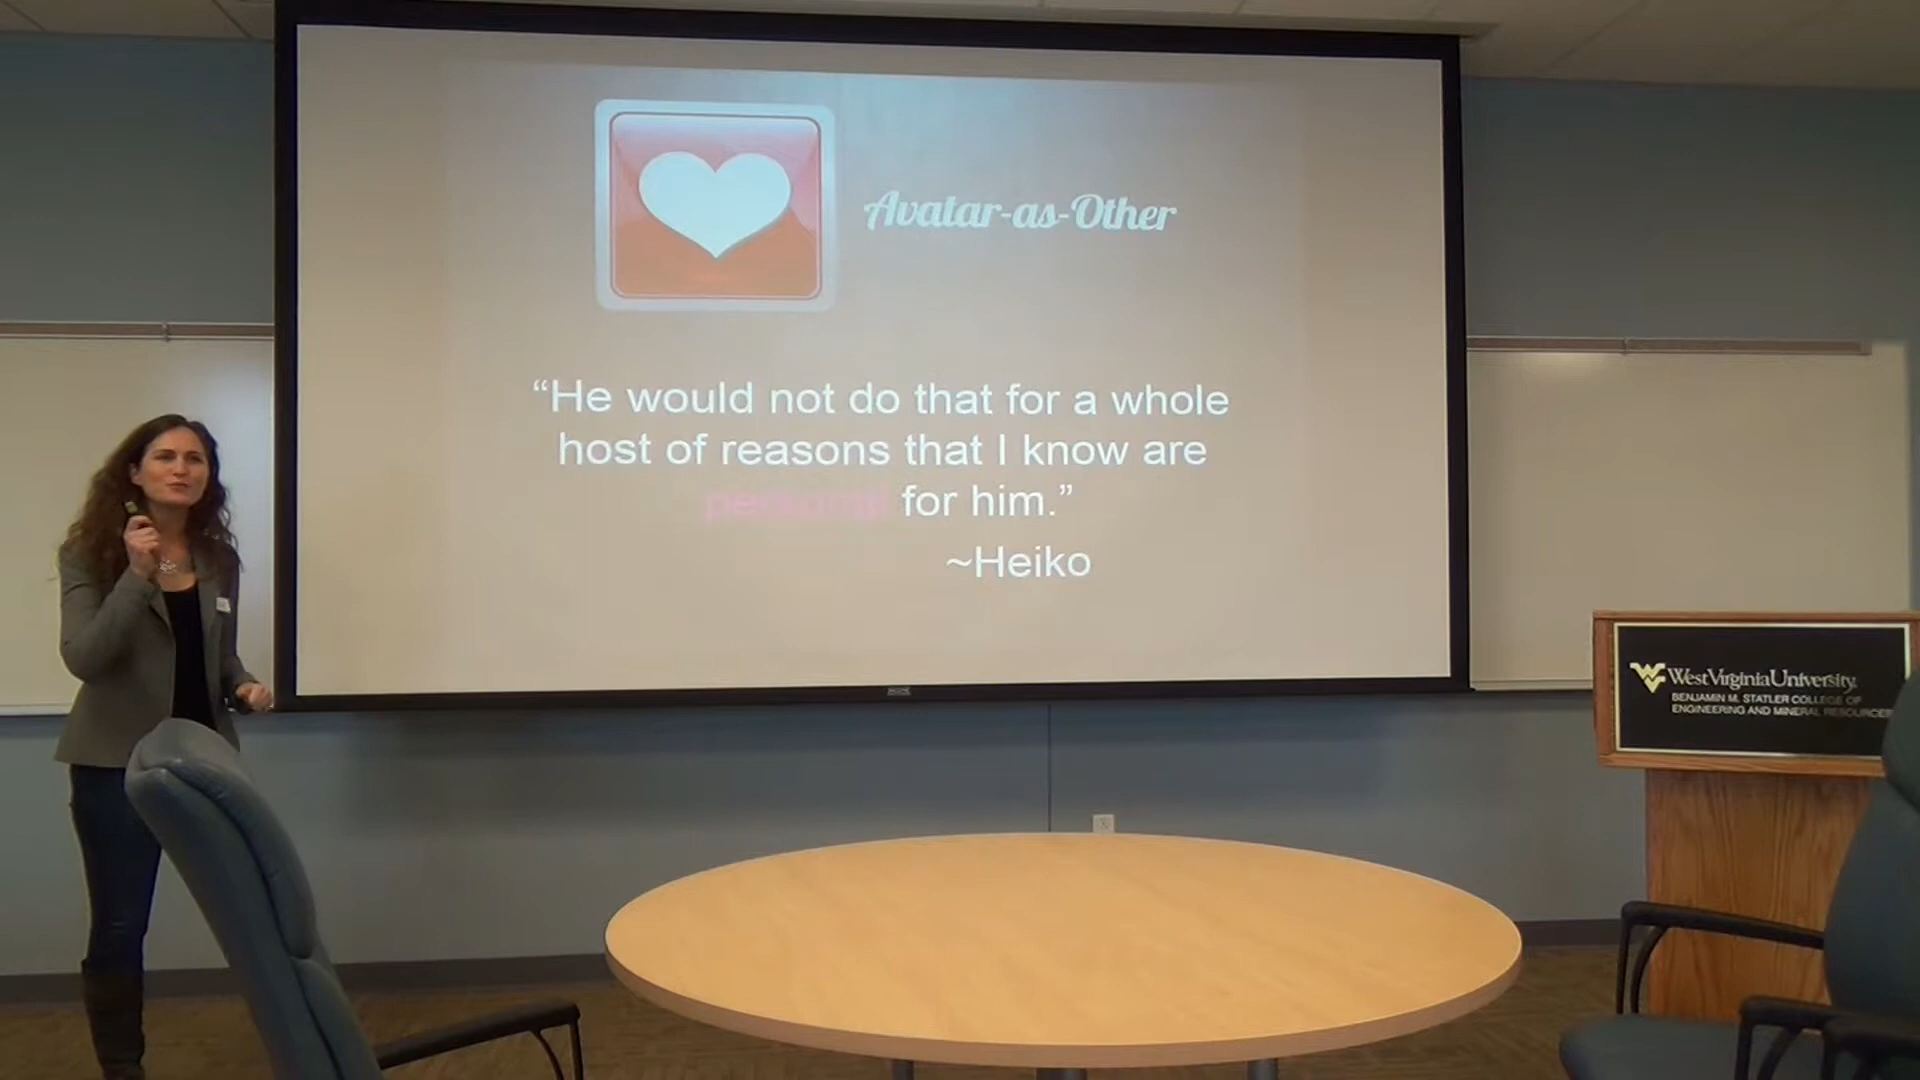 Avatar-as-Other
“He would not do that for a whole
host of reasons that I know are
personal for him.”
~Heiko
WestVirginiaUniversity.
BENJAMIN M. STATLER COLLEGE OF
ENGINEERING AND MINERAL RESOURCES